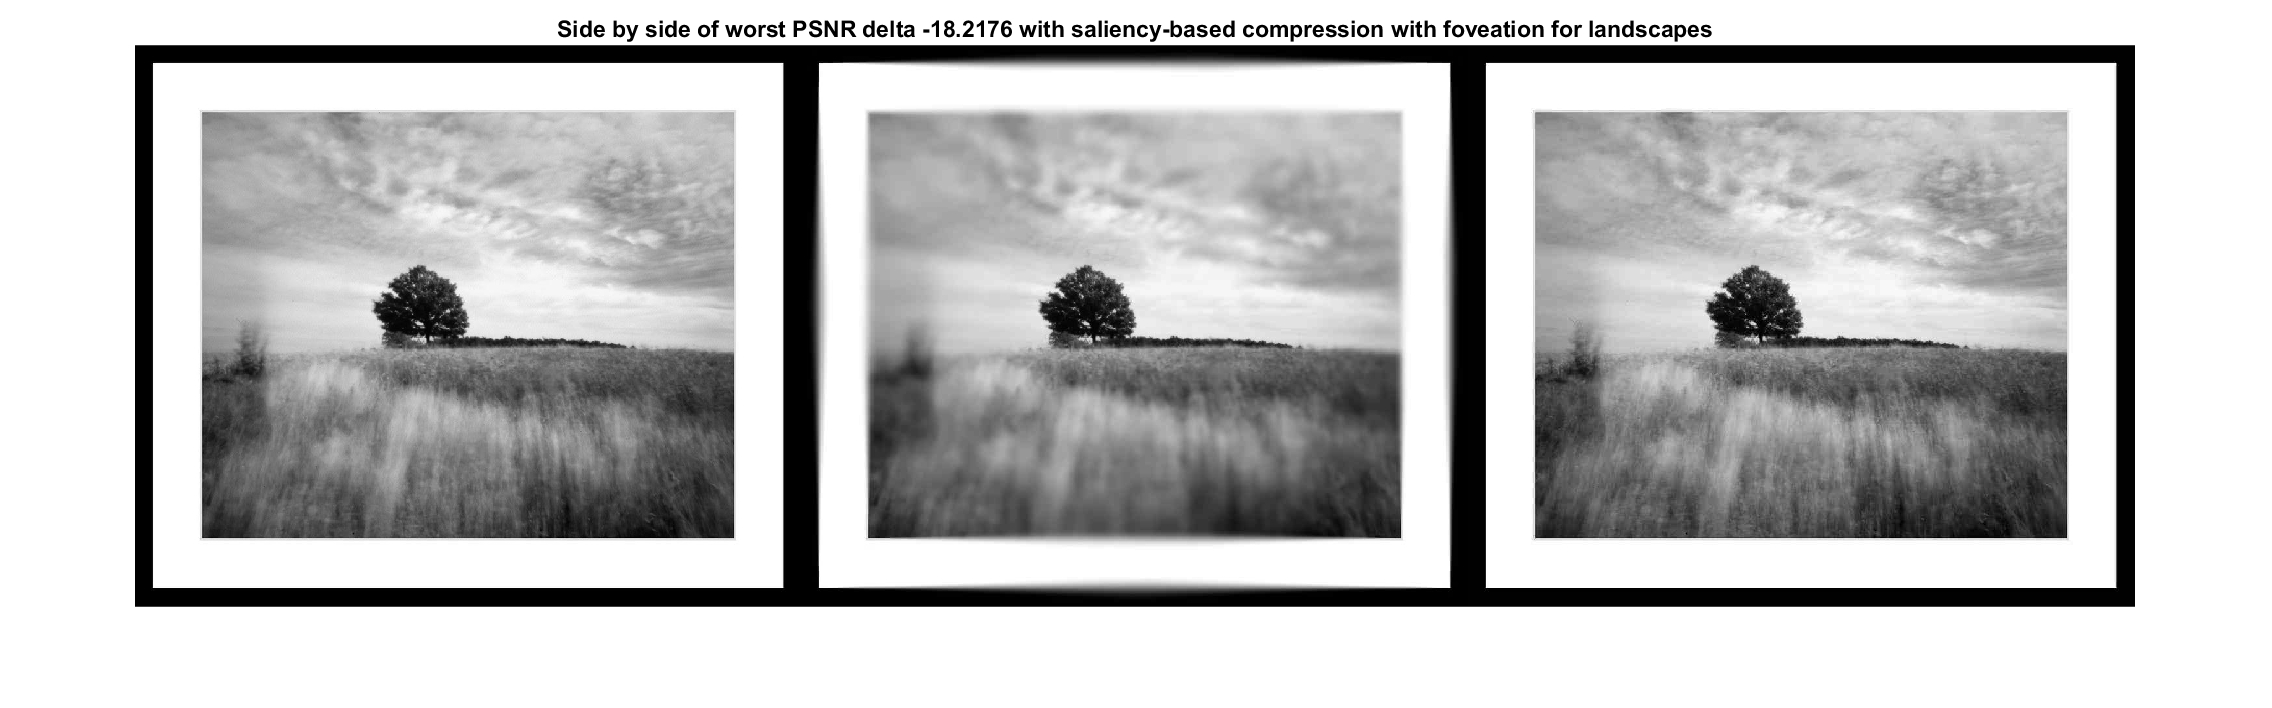 Side by side of worst PSNR delta -18.2176 with saliency-based compression with foveation for landscapes